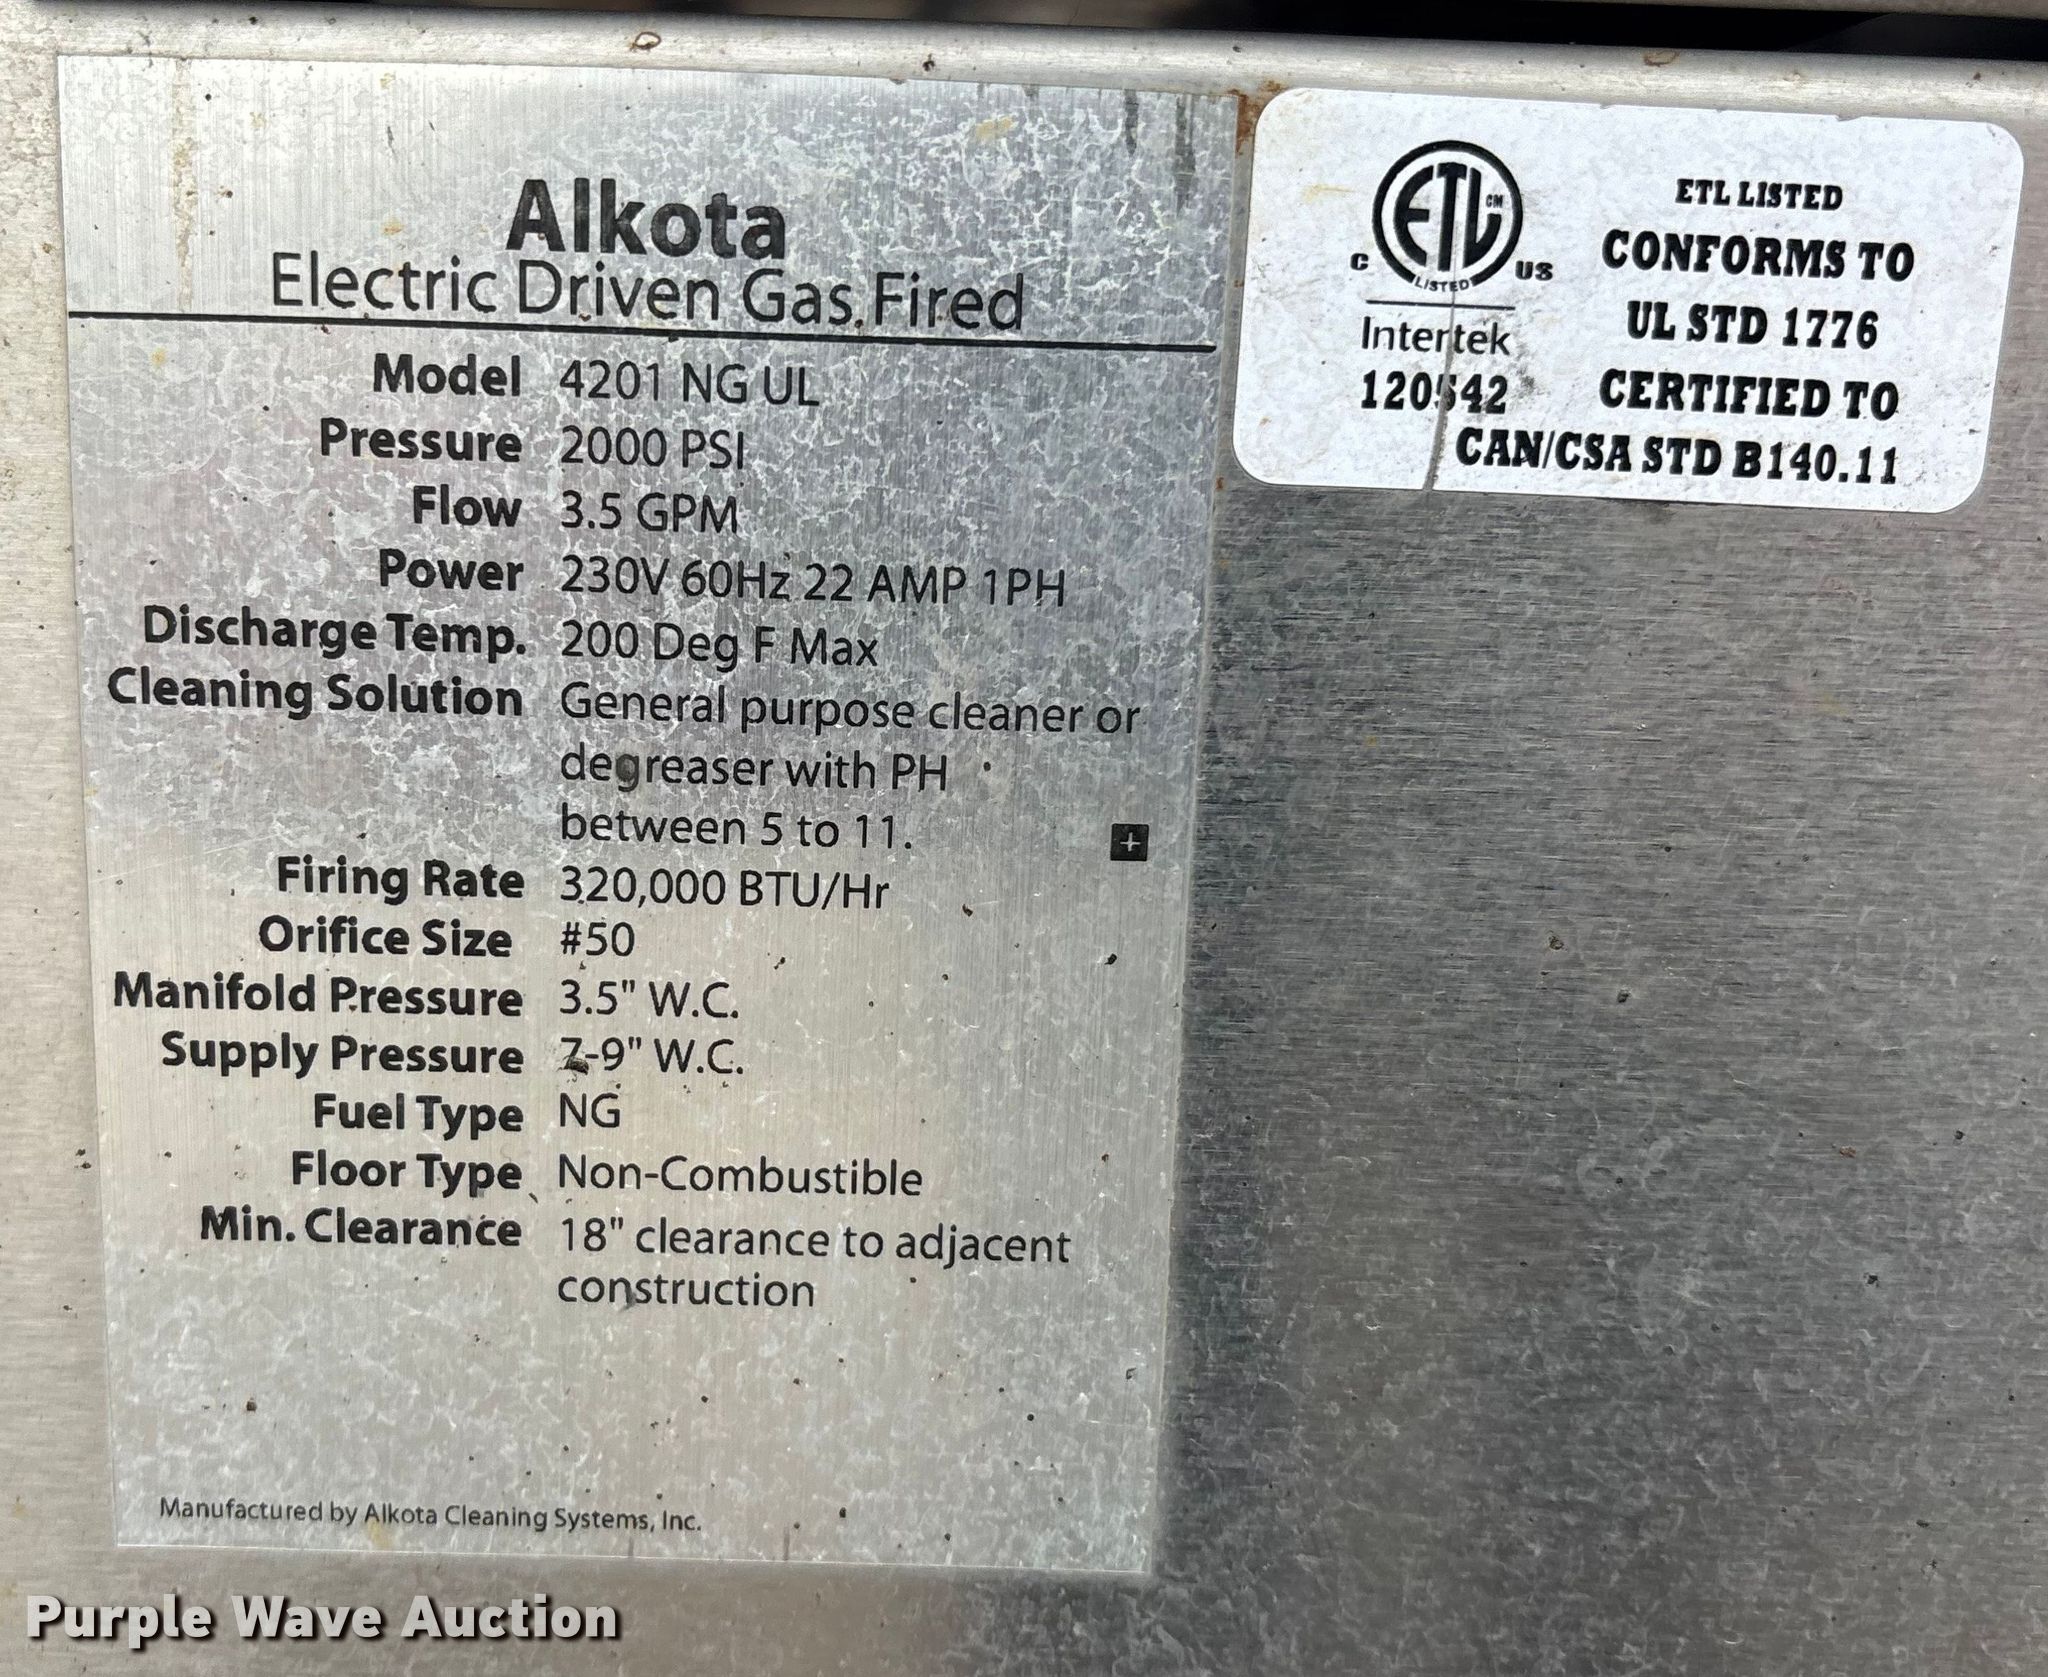 Alkota
Electric Driven Gas Fired
Model 4201 NG UL
Pressure 2000 PSI
Flow 3.5 GPM
Power 230V 60Hz 22 AMP 1PH
Discharge Temp. 200 Deg F Max
Cleaning Solution General purpose cleaner or
degreaser with PH
between 5 to 11.
Firing Rate 320,000 BTU/Hr
Orifice Size #50
Manifold Pressure 3.5" W.C.
Supply Pressure 7-9" W.C.
Fuel Type NG
Floor Type Non-Combustible
Min. Clearance 18" clearance to adjacent
construction
Manufactured by Alkota Cleaning Systems, Inc.
ETL CM
C LISTED US
Intertek
120542
ETL LISTED
CONFORMS TO
UL STD 1776
CERTIFIED TO
CAN/CSA STD B140.11
Purple Wave Auction